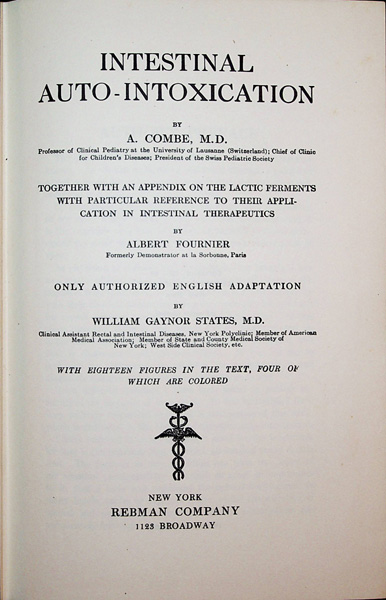 INTESTINAL
AUTO-INTOXICATION
BY
A. COMBE, M.D.
Professor of Clinical Pediatry at the University of Lausanne (Switzerland); Chief of Clinic
for Children's Diseases; President of the Swiss Pediatric Society
TOGETHER WITH AN APPENDIX ON THE LACTIC FERMENTS
WITH PARTICULAR REFERENCE TO THEIR APPLI-
CATION IN INTESTINAL THERAPEUTICS
BY
ALBERT FOURNIER
Formerly Demonstrator at la Sorbonne, Paris
ONLY AUTHORIZED ENGLISH ADAPTATION
BY
WILLIAM GAYNOR STATES, M.D.
Clinical Assistant Rectal and Intestinal Diseases, New York Polyclinic; Member of American
Medical Association; Member of State and County Medical Society of
New York; West Side Clinical Society, etc.
WITH EIGHTEEN FIGURES IN THE TEXT, FOUR OF
WHICH ARE COLORED
NEW YORK
REBMAN COMPANY
1123 BROADWAY